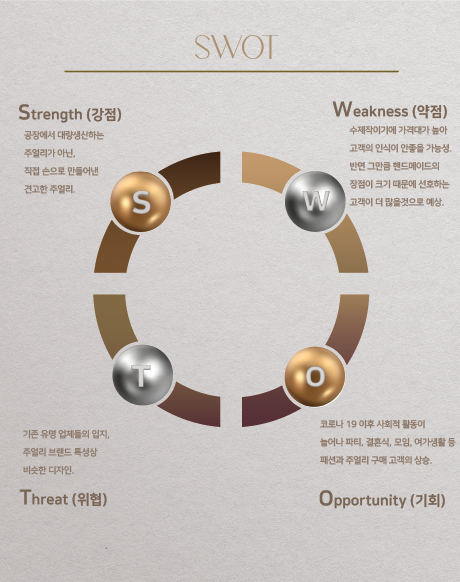 SWOT
Strength (강점)
공장에서 대량생산하는
주얼리가 아닌,
직접 손으로 만들어낸
견고한 주얼리.
Weakness (약점)
수제작이기에 가격대가 높아
고객의 인식이 안좋을 가능성.
반면 그만큼 핸드메이드의
장점이 크기 때문에 선호하는
고객이 더 많을것으로 예상.
S
W
T
O
기존 유명 업체들의 입지,
주얼리 브랜드 특성상
비슷한 디자인.
Threat (위협)
코로나 19 이후 사회적 활동이
늘어나 파티, 결혼식, 모임, 여가생활 등
패션과 주얼리 구매 고객의 상승.
Opportunity (기회)